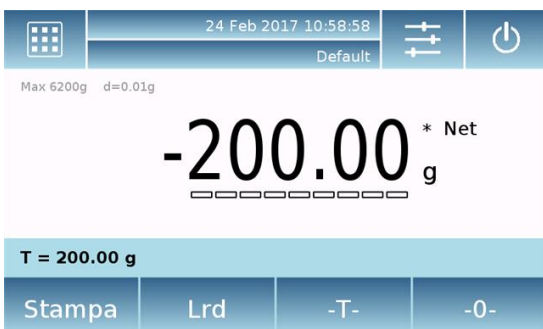 24 Feb 2017 10:58:58
Default
Max 6200g d=0.01g
-200.00 * Net
g
T = 200.00 g
Stampa Lrd -T- -0-